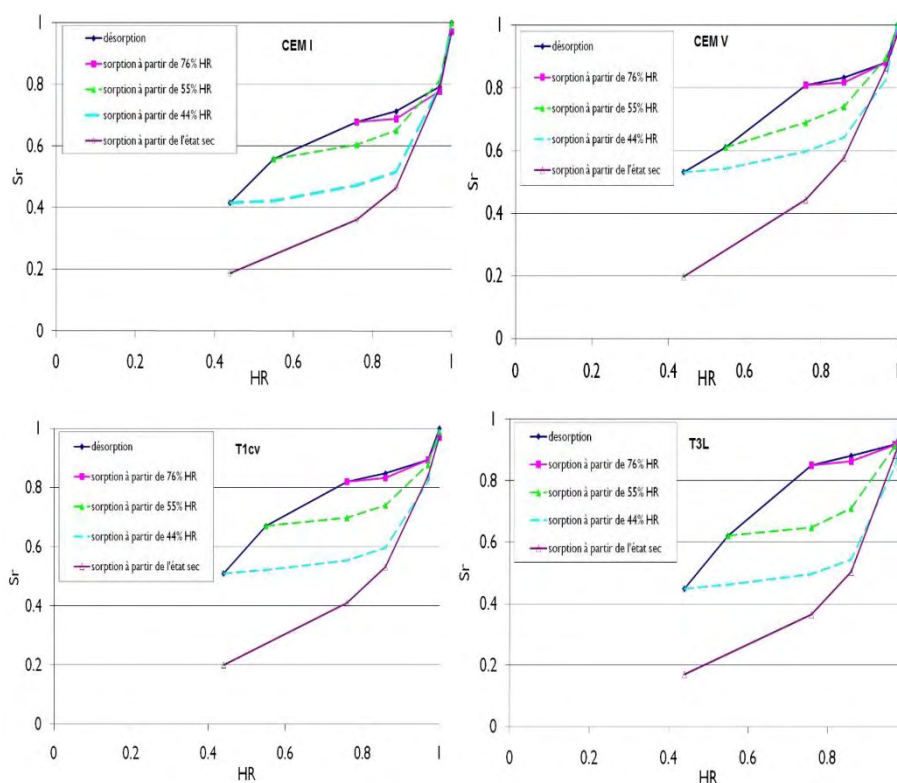 CEM I
Sr
1
0.8
0.6
0.4
0.2
0
désorption
sorption à partir de 76% HR
sorption à partir de 55% HR
sorption à partir de 44% HR
sorption à partir de l'état sec
0 0.2 0.4 0.6 0.8 1
HR
CEM V
Sr
1
0.8
0.6
0.4
0.2
0
désorption
sorption à partir de 76% HR
sorption à partir de 55% HR
sorption à partir de 44% HR
sorption à partir de l'état sec
0 0.2 0.4 0.6 0.8
HR
T1cv
Sr
1
0.8
0.6
0.4
0.2
0
désorption
sorption à partir de 76% HR
sorption à partir de 55% HR
sorption à partir de 44% HR
sorption à partir de l'état sec
0 0.2 0.4 0.6 0.8 1
HR
T3L
Sr
1
0.8
0.6
0.4
0.2
0
désorption
sorption à partir de 76% HR
sorption à partir de 55% HR
sorption à partir de 44% HR
sorption à partir de l'état sec
0 0.2 0.4 0.6 0.8
HR